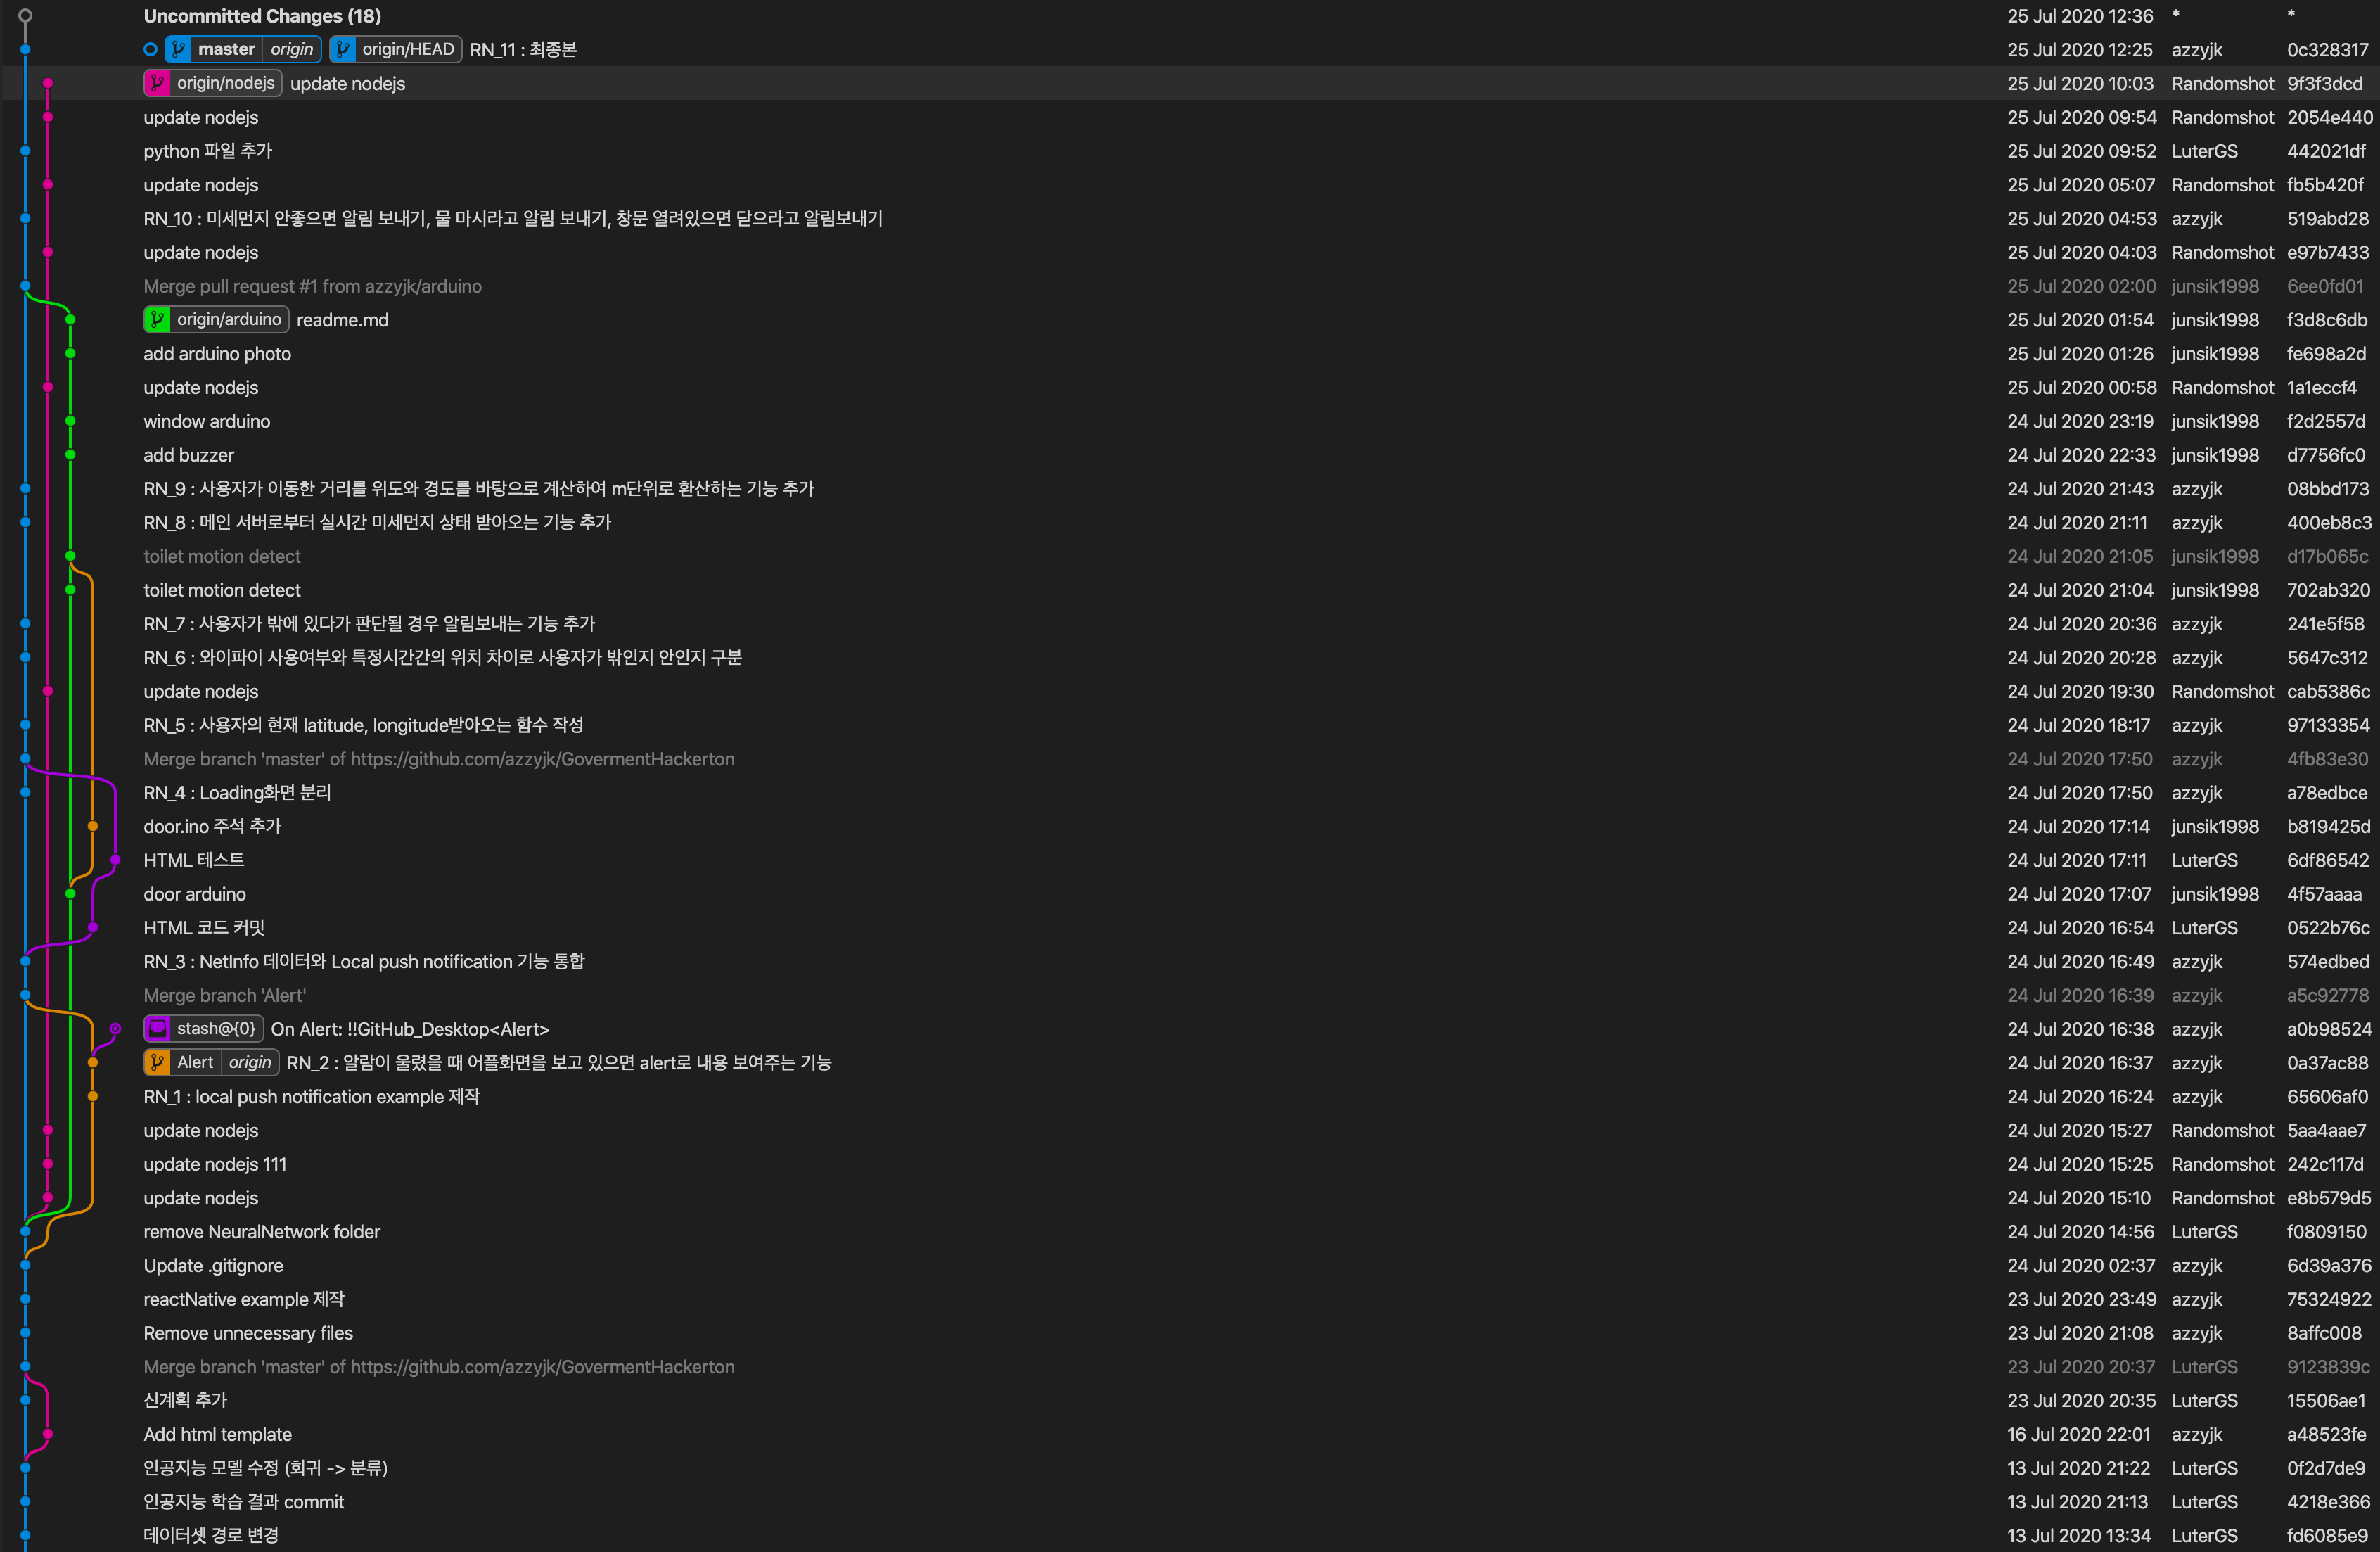 Uncommitted Changes (18) 25 Jul 2020 12:36 * *
master origin origin/HEAD RN_11 : 최종본 25 Jul 2020 12:25 azzyjk 0c328317
origin/nodejs update nodejs 25 Jul 2020 10:03 Randomshot 9f3f3dcd
update nodejs 25 Jul 2020 09:54 Randomshot 2054e440
python 파일 추가 25 Jul 2020 09:52 LuterGS 442021df
update nodejs 25 Jul 2020 05:07 Randomshot fb5b420f
RN_10 : 미세먼지 안좋으면 알림 보내기, 물 마시라고 알림 보내기, 창문 열려있으면 닫으라고 알림보내기 25 Jul 2020 04:53 azzyjk 519abd28
update nodejs 25 Jul 2020 04:03 Randomshot e97b7433
Merge pull request #1 from azzyjk/arduino 25 Jul 2020 02:00 junsik1998 6ee0fd01
origin/arduino readme.md 25 Jul 2020 01:54 junsik1998 f3d8c6db
add arduino photo 25 Jul 2020 01:26 junsik1998 fe698a2d
update nodejs 25 Jul 2020 00:58 Randomshot 1a1eccf4
window arduino 24 Jul 2020 23:19 junsik1998 f2d2557d
add buzzer 24 Jul 2020 22:33 junsik1998 d7756fc0
RN_9 : 사용자가 이동한 거리를 위도와 경도를 바탕으로 계산하여 m단위로 환산하는 기능 추가 24 Jul 2020 21:43 azzyjk 08bbd173
RN_8 : 메인 서버로부터 실시간 미세먼지 상태 받아오는 기능 추가 24 Jul 2020 21:11 azzyjk 400eb8c3
toilet motion detect 24 Jul 2020 21:05 junsik1998 d17b065c
toilet motion detect 24 Jul 2020 21:04 junsik1998 702ab320
RN_7 : 사용자가 밖에 있다가 판단될 경우 알림보내는 기능 추가 24 Jul 2020 20:36 azzyjk 241e5f58
RN_6 : 와이파이 사용여부와 특정시간간의 위치 차이로 사용자가 밖인지 안인지 구분 24 Jul 2020 20:28 azzyjk 5647c312
update nodejs 24 Jul 2020 19:30 Randomshot cab5386c
RN_5 : 사용자의 현재 latitude, longitude받아오는 함수 작성 24 Jul 2020 18:17 azzyjk 97133354
Merge branch 'master' of https://github.com/azzyjk/GovermentHackerton 24 Jul 2020 17:50 azzyjk 4fb83e30
RN_4 : Loading화면 분리 24 Jul 2020 17:50 azzyjk a78edbce
door.ino 주석 추가 24 Jul 2020 17:14 junsik1998 b819425d
HTML 테스트 24 Jul 2020 17:11 LuterGS 6df86542
door arduino 24 Jul 2020 17:07 junsik1998 4f57aaaa
HTML 코드 커밋 24 Jul 2020 16:54 LuterGS 0522b76c
RN_3 : NetInfo 데이터와 Local push notification 기능 통합 24 Jul 2020 16:49 azzyjk 574edbed
Merge branch 'Alert' 24 Jul 2020 16:39 azzyjk a5c92778
stash@{0} On Alert: !!GitHub_Desktop<Alert> 24 Jul 2020 16:38 azzyjk a0b98524
Alert origin RN_2 : 알람이 울렸을 때 어플화면을 보고 있으면 alert로 내용 보여주는 기능 24 Jul 2020 16:37 azzyjk 0a37ac88
RN_1 : local push notification example 제작 24 Jul 2020 16:24 azzyjk 65606af0
update nodejs 24 Jul 2020 15:27 Randomshot 5aa4aae7
update nodejs 111 24 Jul 2020 15:25 Randomshot 242c117d
update nodejs 24 Jul 2020 15:10 Randomshot e8b579d5
remove NeuralNetwork folder 24 Jul 2020 14:56 LuterGS f0809150
Update .gitignore 24 Jul 2020 02:37 azzyjk 6d39a376
reactNative example 제작 23 Jul 2020 23:49 azzyjk 75324922
Remove unnecessary files 23 Jul 2020 21:08 azzyjk 8affc008
Merge branch 'master' of https://github.com/azzyjk/GovermentHackerton 23 Jul 2020 20:37 LuterGS 9123839c
신계획 추가 23 Jul 2020 20:35 LuterGS 15506ae1
Add html template 16 Jul 2020 22:01 azzyjk a48523fe
인공지능 모델 수정 (회귀 -> 분류) 13 Jul 2020 21:22 LuterGS 0f2d7de9
인공지능 학습 결과 commit 13 Jul 2020 21:13 LuterGS 4218e366
데이터셋 경로 변경 13 Jul 2020 13:34 LuterGS fd6085e9